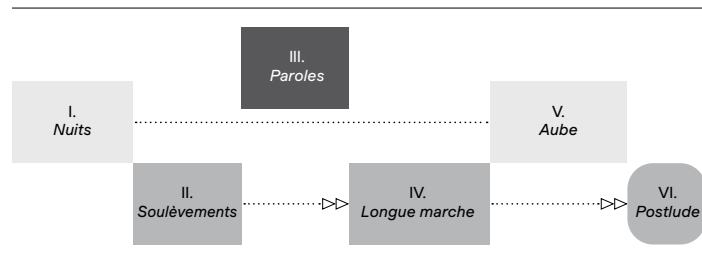 I.
Nuits
II.
Soulèvements
III.
Paroles
IV.
Longue marche
V.
Aube
VI.
Postlude